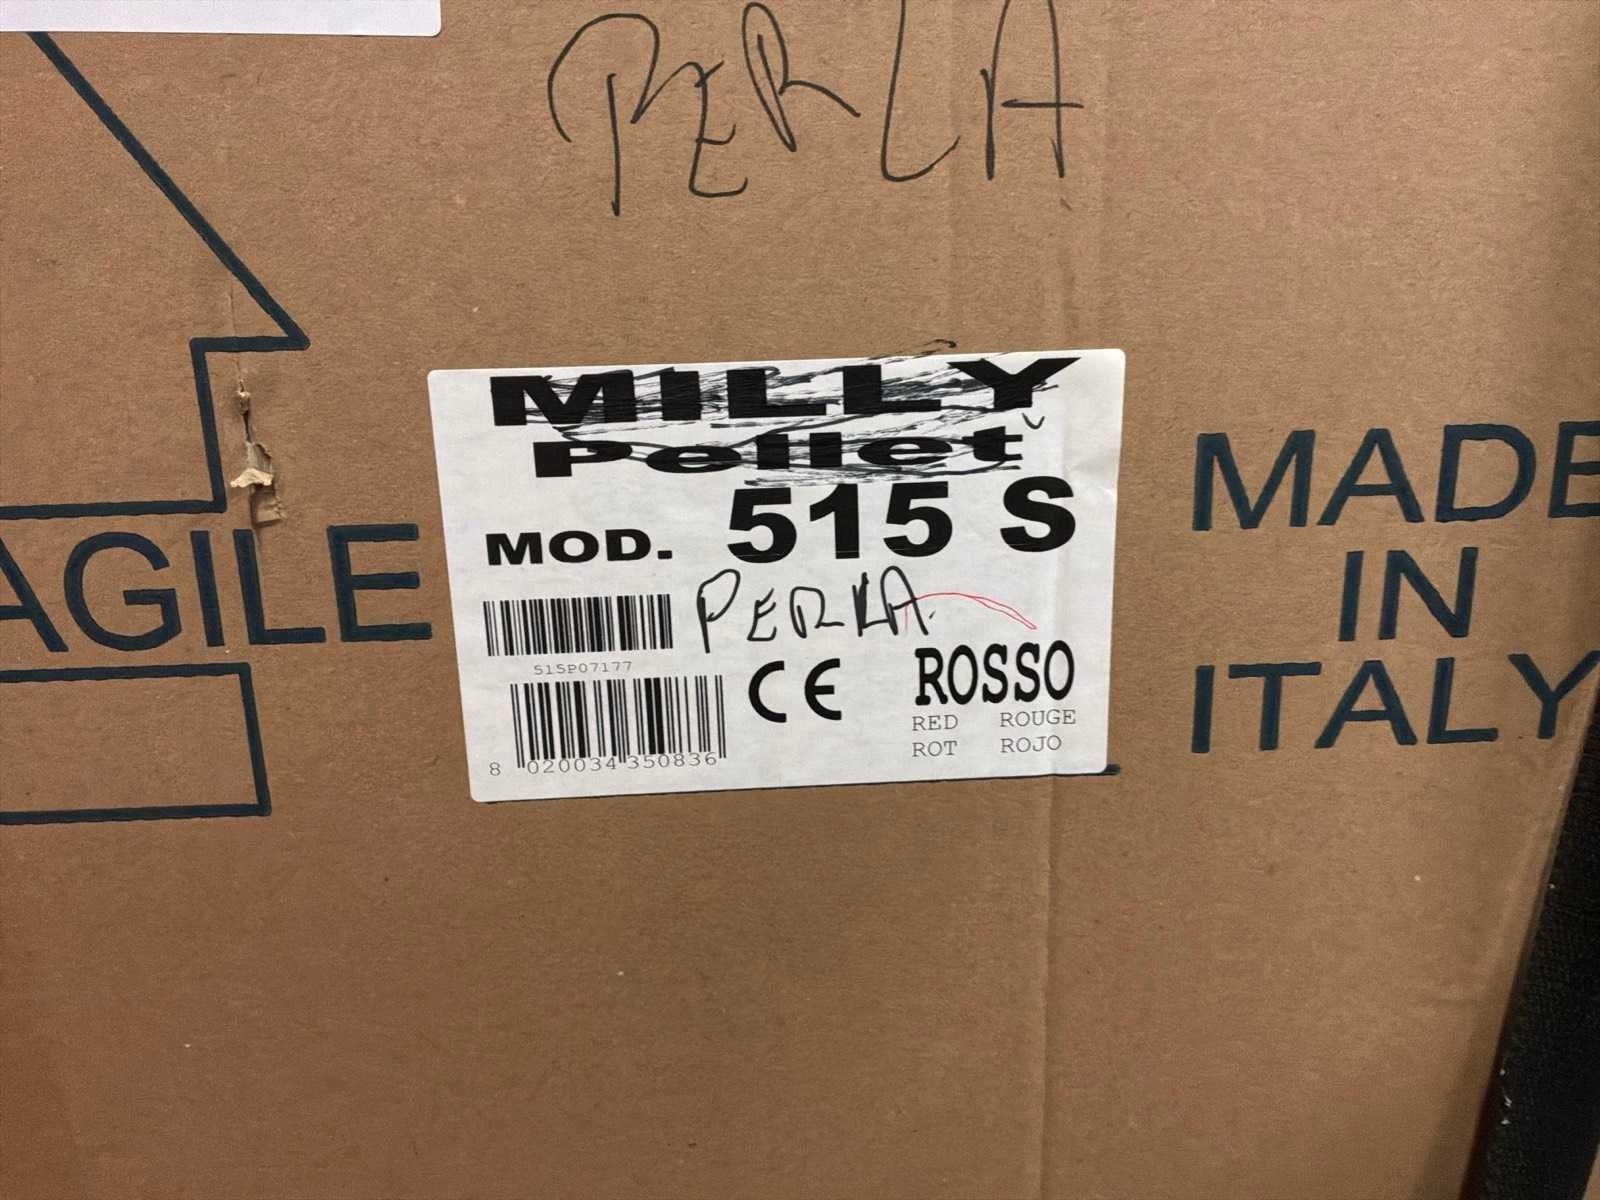 PERLA
MILLY
Pellet
MOD. 515 S
PERLA
515P07177
CE
ROSSO
RED ROUGE
ROT ROJO
8 020034 350836
AGILE
MADE
IN
ITALY